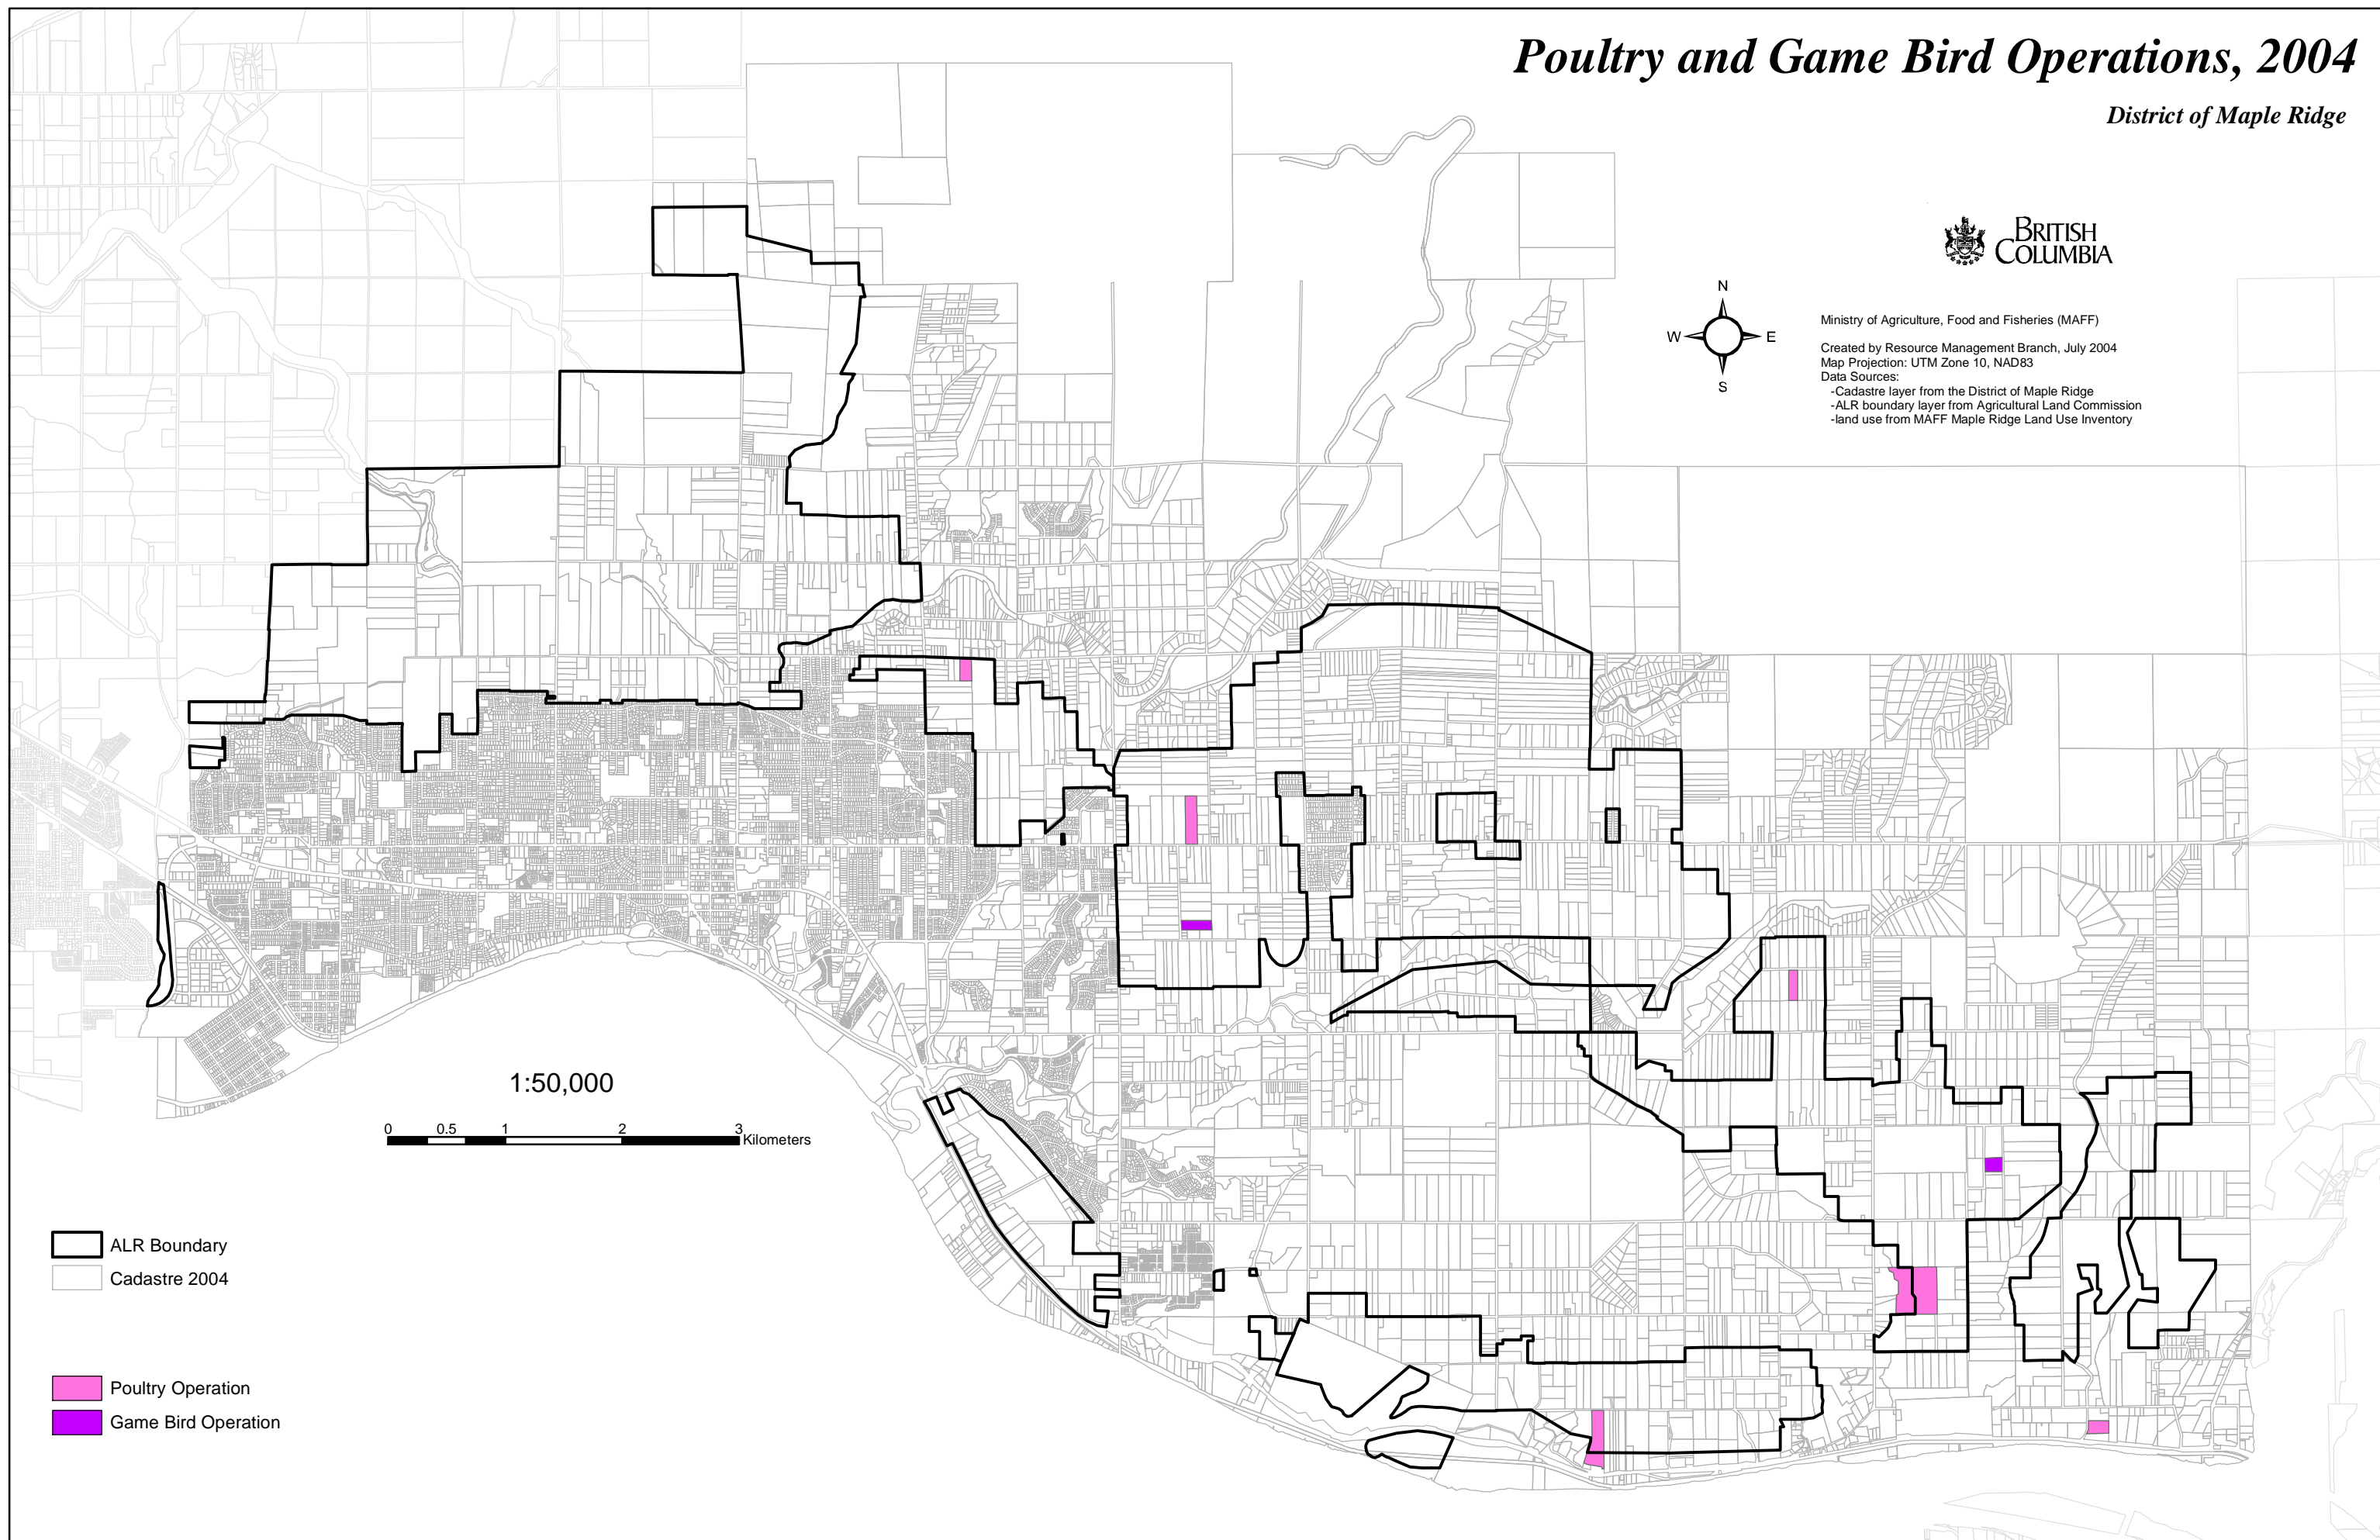 Poultry and Game Bird Operations, 2004
District of Maple Ridge
BRITISH
COLUMBIA
N
W
E
S
Ministry of Agriculture, Food and Fisheries (MAFF)
Created by Resource Management Branch, July 2004
Map Projection: UTM Zone 10, NAD83
Data Sources:
-Cadastre layer from the District of Maple Ridge
-ALR boundary layer from Agricultural Land Commission
-land use from MAFF Maple Ridge Land Use Inventory
1:50,000
0 0.5 1 2 3
Kilometers
ALR Boundary
Cadastre 2004
Poultry Operation
Game Bird Operation